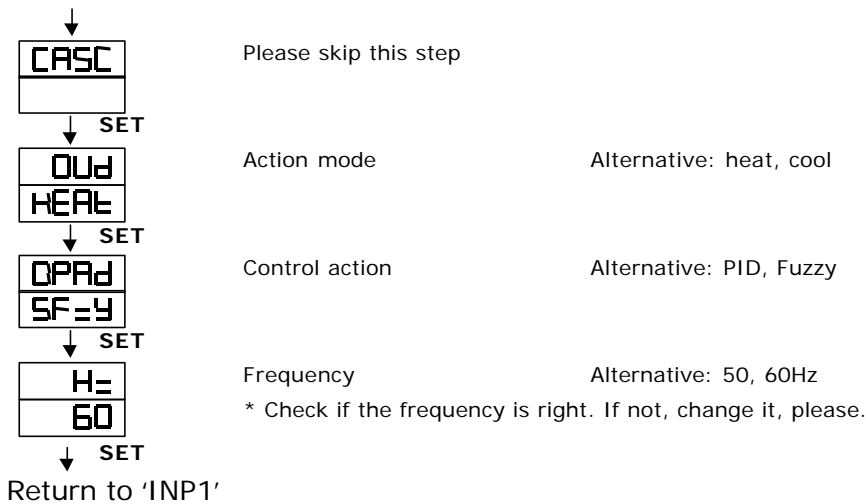 CASC Please skip this step
SET
OUd Action mode Alternative: heat, cool
HEAt
SET
OPAd Control action Alternative: PID, Fuzzy
SF=Y
SET
H= Frequency Alternative: 50, 60Hz
60 * Check if the frequency is right. If not, change it, please.
SET
Return to ‘INP1’